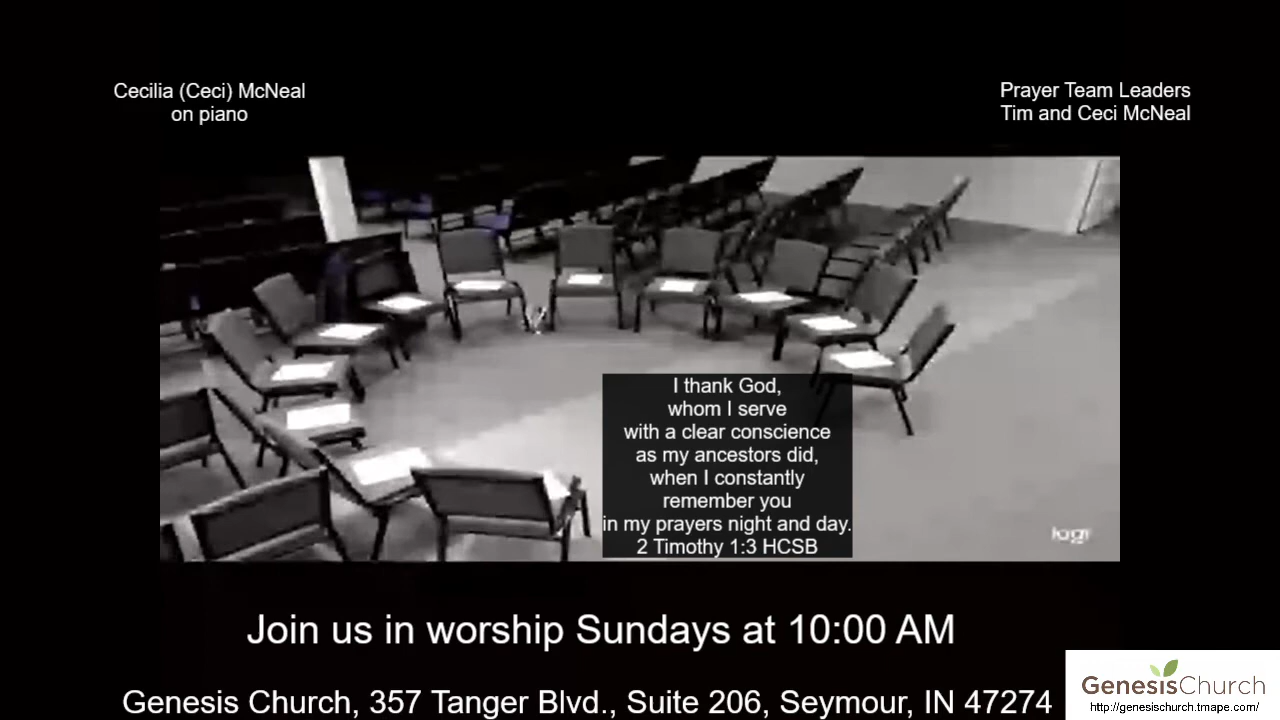 Cecilia (Ceci) McNeal
on piano
Prayer Team Leaders
Tim and Ceci McNeal
I thank God,
whom I serve
with a clear conscience
as my ancestors did,
when I constantly
remember you
in my prayers night and day.
2 Timothy 1:3 HCSB
Join us in worship Sundays at 10:00 AM
Genesis Church, 357 Tanger Blvd., Suite 206, Seymour, IN 47274
GenesisChurch
http://genesischurch.tmape.com/